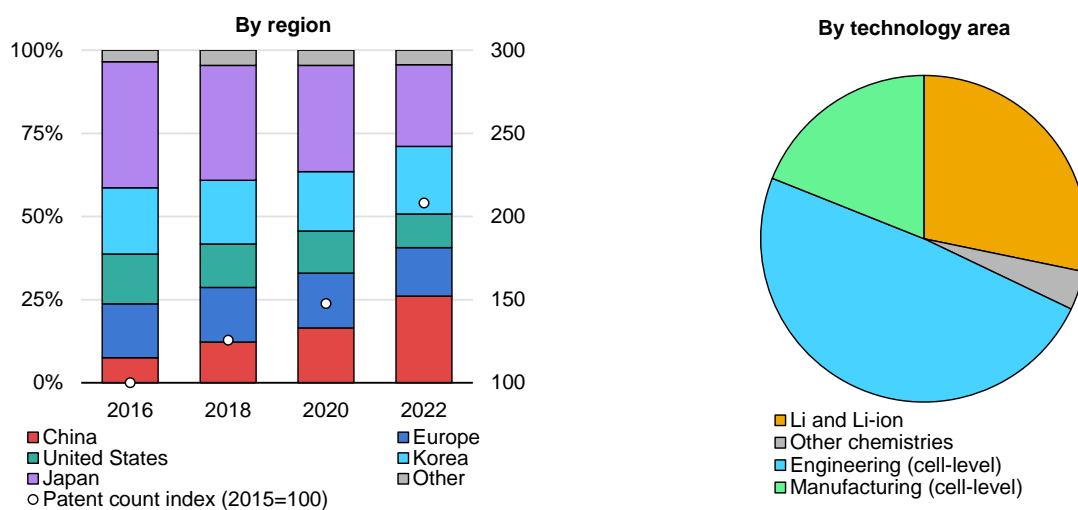 By region
100%
75%
50%
25%
0%
300
250
200
150
100
2016 2018 2020 2022
China
Europe
United States
Korea
Japan
Other
Patent count index (2015=100)
By technology area
Li and Li-ion
Other chemistries
Engineering (cell-level)
Manufacturing (cell-level)